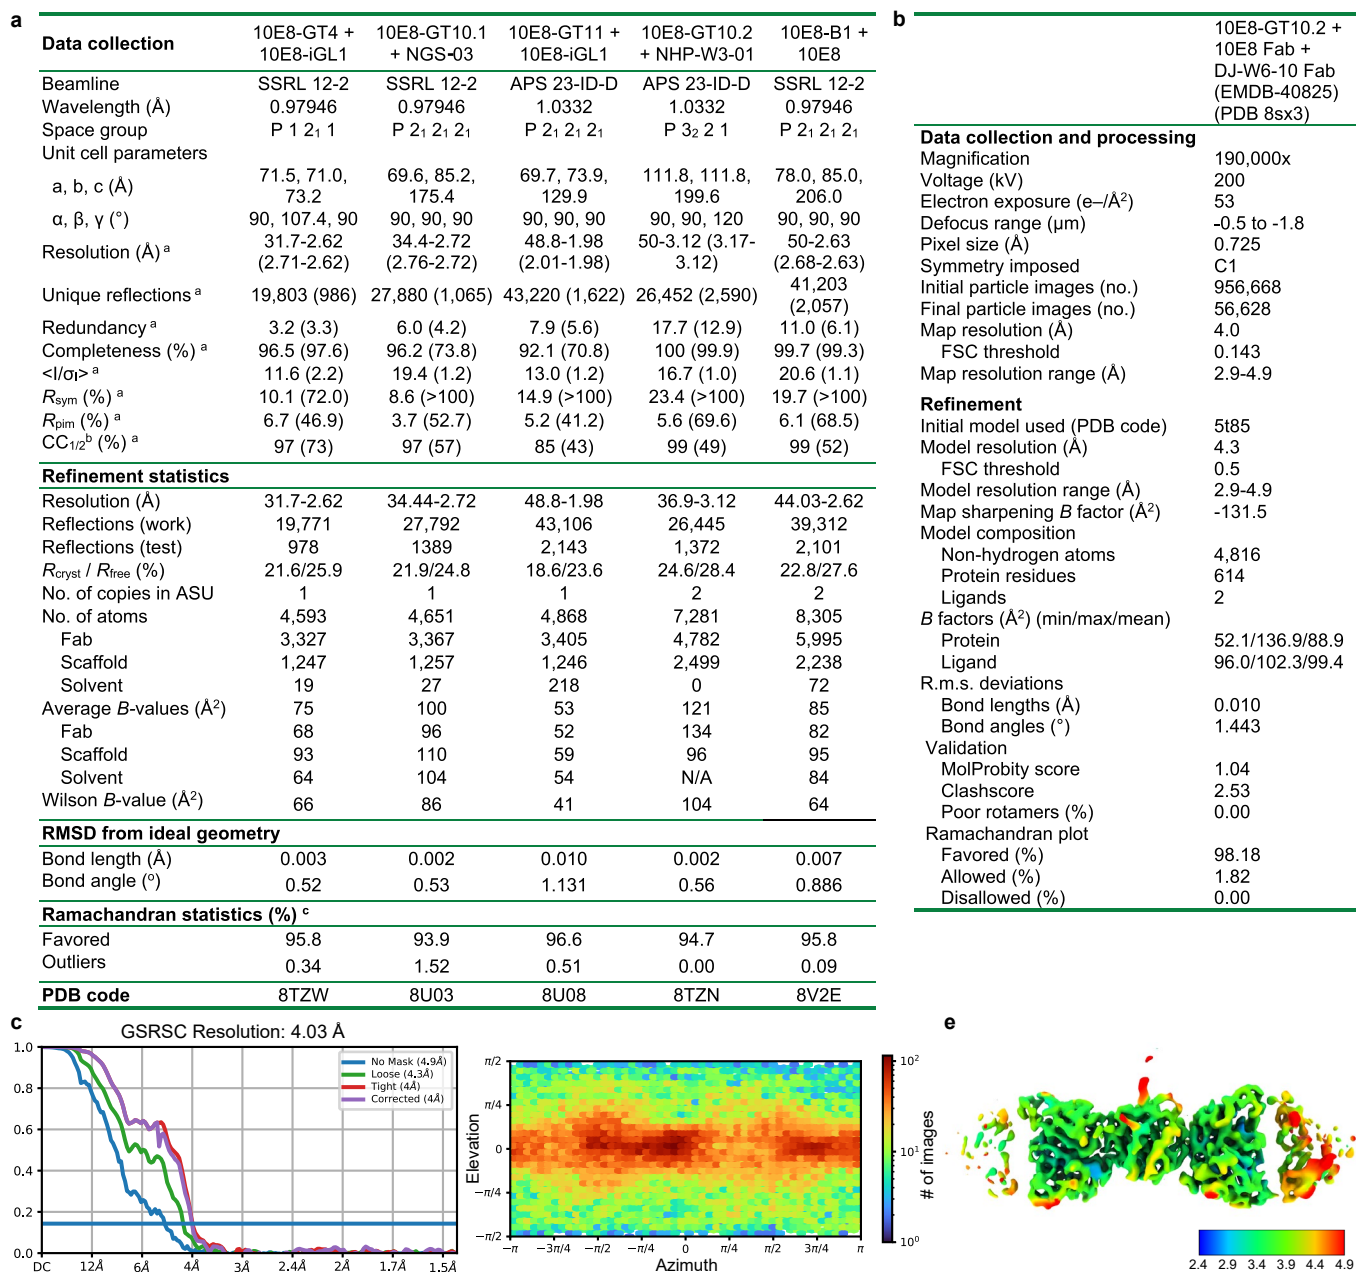 a
Data collection 10E8-GT4 + 10E8-iGL1 10E8-GT10.1 + NGS-03 10E8-GT11 + 10E8-iGL1 10E8-GT10.2 + NHP-W3-01 10E8-B1 + 10E8
Beamline SSRL 12-2 SSRL 12-2 APS 23-ID-D APS 23-ID-D SSRL 12-2
Wavelength (Å) 0.97946 0.97946 1.0332 1.0332 0.97946
Space group P 1 2₁ 1 P 2₁ 2₁ 2₁ P 2₁ 2₁ 2₁ P 3₂ 2 1 P 2₁ 2₁ 2₁
Unit cell parameters
a, b, c (Å) 71.5, 71.0, 73.2 69.6, 85.2, 175.4 69.7, 73.9, 129.9 111.8, 111.8, 199.6 78.0, 85.0, 206.0
α, β, γ (°) 90, 107.4, 90 90, 90, 90 90, 90, 90 90, 90, 120 90, 90, 90
Resolution (Å) ᵃ 31.7-2.62 (2.71-2.62) 34.4-2.72 (2.76-2.72) 48.8-1.98 (2.01-1.98) 50-3.12 (3.17-3.12) 50-2.63 (2.68-2.63)
Unique reflections ᵃ 19,803 (986) 27,880 (1,065) 43,220 (1,622) 26,452 (2,590) 41,203 (2,057)
Redundancy ᵃ 3.2 (3.3) 6.0 (4.2) 7.9 (5.6) 17.7 (12.9) 11.0 (6.1)
Completeness (%) ᵃ 96.5 (97.6) 96.2 (73.8) 92.1 (70.8) 100 (99.9) 99.7 (99.3)
<I/σI> ᵃ 11.6 (2.2) 19.4 (1.2) 13.0 (1.2) 16.7 (1.0) 20.6 (1.1)
Rsym (%) ᵃ 10.1 (72.0) 8.6 (>100) 14.9 (>100) 23.4 (>100) 19.7 (>100)
Rpim (%) ᵃ 6.7 (46.9) 3.7 (52.7) 5.2 (41.2) 5.6 (69.6) 6.1 (68.5)
CC1/2ᵇ (%) ᵃ 97 (73) 97 (57) 85 (43) 99 (49) 99 (52)
Refinement statistics
Resolution (Å) 31.7-2.62 34.44-2.72 48.8-1.98 36.9-3.12 44.03-2.62
Reflections (work) 19,771 27,792 43,106 26,445 39,312
Reflections (test) 978 1389 2,143 1,372 2,101
Rcryst / Rfree (%) 21.6/25.9 21.9/24.8 18.6/23.6 24.6/28.4 22.8/27.6
No. of copies in ASU 1 1 1 2 2
No. of atoms 4,593 4,651 4,868 7,281 8,305
Fab 3,327 3,367 3,405 4,782 5,995
Scaffold 1,247 1,257 1,246 2,499 2,238
Solvent 19 27 218 0 72
Average B-values (Å²) 75 100 53 121 85
Fab 68 96 52 134 82
Scaffold 93 110 59 96 95
Solvent 64 104 54 N/A 84
Wilson B-value (Å²) 66 86 41 104 64
RMSD from ideal geometry
Bond length (Å) 0.003 0.002 0.010 0.002 0.007
Bond angle (°) 0.52 0.53 1.131 0.56 0.886
Ramachandran statistics (%) ᶜ
Favored 95.8 93.9 96.6 94.7 95.8
Outliers 0.34 1.52 0.51 0.00 0.09
PDB code 8TZW 8U03 8U08 8TZN 8V2E
b
10E8-GT10.2 +
10E8 Fab +
DJ-W6-10 Fab
(EMDB-40825)
(PDB 8sx3)
Data collection and processing
Magnification 190,000x
Voltage (kV) 200
Electron exposure (e–/Å²) 53
Defocus range (μm) -0.5 to -1.8
Pixel size (Å) 0.725
Symmetry imposed C1
Initial particle images (no.) 956,668
Final particle images (no.) 56,628
Map resolution (Å) 4.0
FSC threshold 0.143
Map resolution range (Å) 2.9-4.9
Refinement
Initial model used (PDB code) 5t85
Model resolution (Å) 4.3
FSC threshold 0.5
Model resolution range (Å) 2.9-4.9
Map sharpening B factor (Å²) -131.5
Model composition
Non-hydrogen atoms 4,816
Protein residues 614
Ligands 2
B factors (Å²) (min/max/mean)
Protein 52.1/136.9/88.9
Ligand 96.0/102.3/99.4
R.m.s. deviations
Bond lengths (Å) 0.010
Bond angles (°) 1.443
Validation
MolProbity score 1.04
Clashscore 2.53
Poor rotamers (%) 0.00
Ramachandran plot
Favored (%) 98.18
Allowed (%) 1.82
Disallowed (%) 0.00
c
GSRSC Resolution: 4.03 Å
1.0
0.8
0.6
0.4
0.2
0.0
No Mask (4.9Å)
Loose (4.3Å)
Tight (4Å)
Corrected (4Å)
DC 12Å 6Å 4Å 3Å 2.4Å 2Å 1.7Å 1.5Å
Elevation
π/2
π/4
0
−π/4
−π/2
−π −3π/4 −π/2 −π/4 0 π/4 π/2 3π/4 π
Azimuth
10²
10¹
10⁰
# of images
e
2.4 2.9 3.4 3.9 4.4 4.9